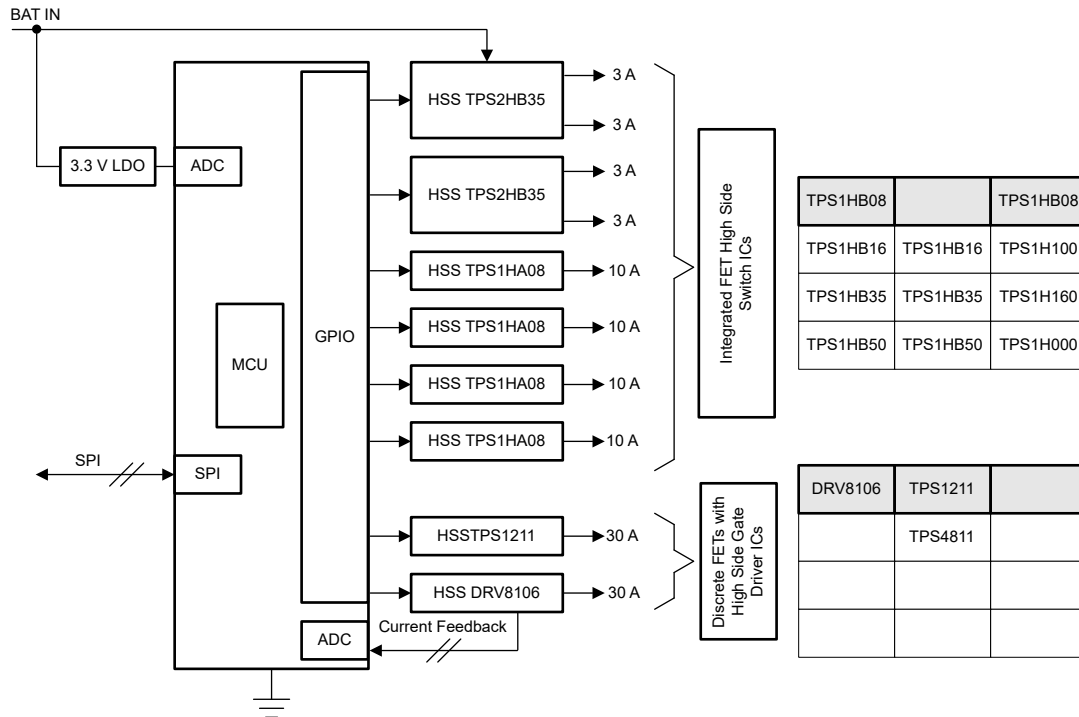 BAT IN
3.3 V LDO
ADC
MCU
GPIO
SPI
SPI
ADC
HSS TPS2HB35
3 A
3 A
HSS TPS2HB35
3 A
3 A
HSS TPS1HA08
10 A
HSS TPS1HA08
10 A
HSS TPS1HA08
10 A
HSS TPS1HA08
10 A
HSSTPS1211
30 A
HSS DRV8106
30 A
Current Feedback
Integrated FET High Side
Switch ICs
Discrete FETs with
High Side Gate
Driver ICs
TPS1HB08 TPS1HB08
TPS1HB16 TPS1HB16 TPS1H100
TPS1HB35 TPS1HB35 TPS1H160
TPS1HB50 TPS1HB50 TPS1H000
DRV8106 TPS1211
TPS4811